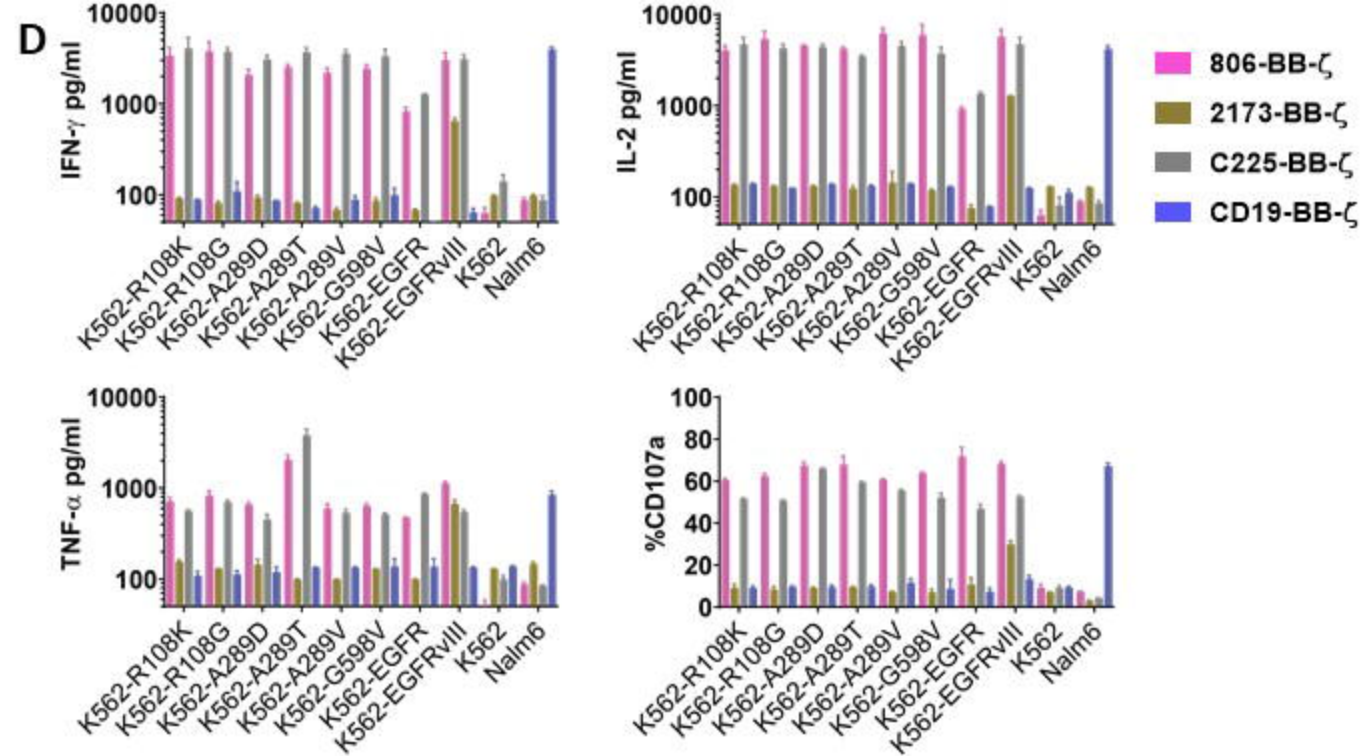 D
IFN-γ pg/ml
10000
1000
100
K562-R108K
K562-R108G
K562-A289D
K562-A289T
K562-A289V
K562-G598V
K562-EGFR
K562-EGFRvIII
K562
Nalm6
IL-2 pg/ml
10000
1000
100
K562-R108K
K562-R108G
K562-A289D
K562-A289T
K562-A289V
K562-G598V
K562-EGFR
K562-EGFRvIII
K562
Nalm6
806-BB-ζ
2173-BB-ζ
C225-BB-ζ
CD19-BB-ζ
TNF-α pg/ml
10000
1000
100
K562-R108K
K562-R108G
K562-A289D
K562-A289T
K562-A289V
K562-G598V
K562-EGFR
K562-EGFRvIII
K562
Nalm6
%CD107a
100
80
60
40
20
0
K562-R108K
K562-R108G
K562-A289D
K562-A289T
K562-A289V
K562-G598V
K562-EGFR
K562-EGFRvIII
K562
Nalm6